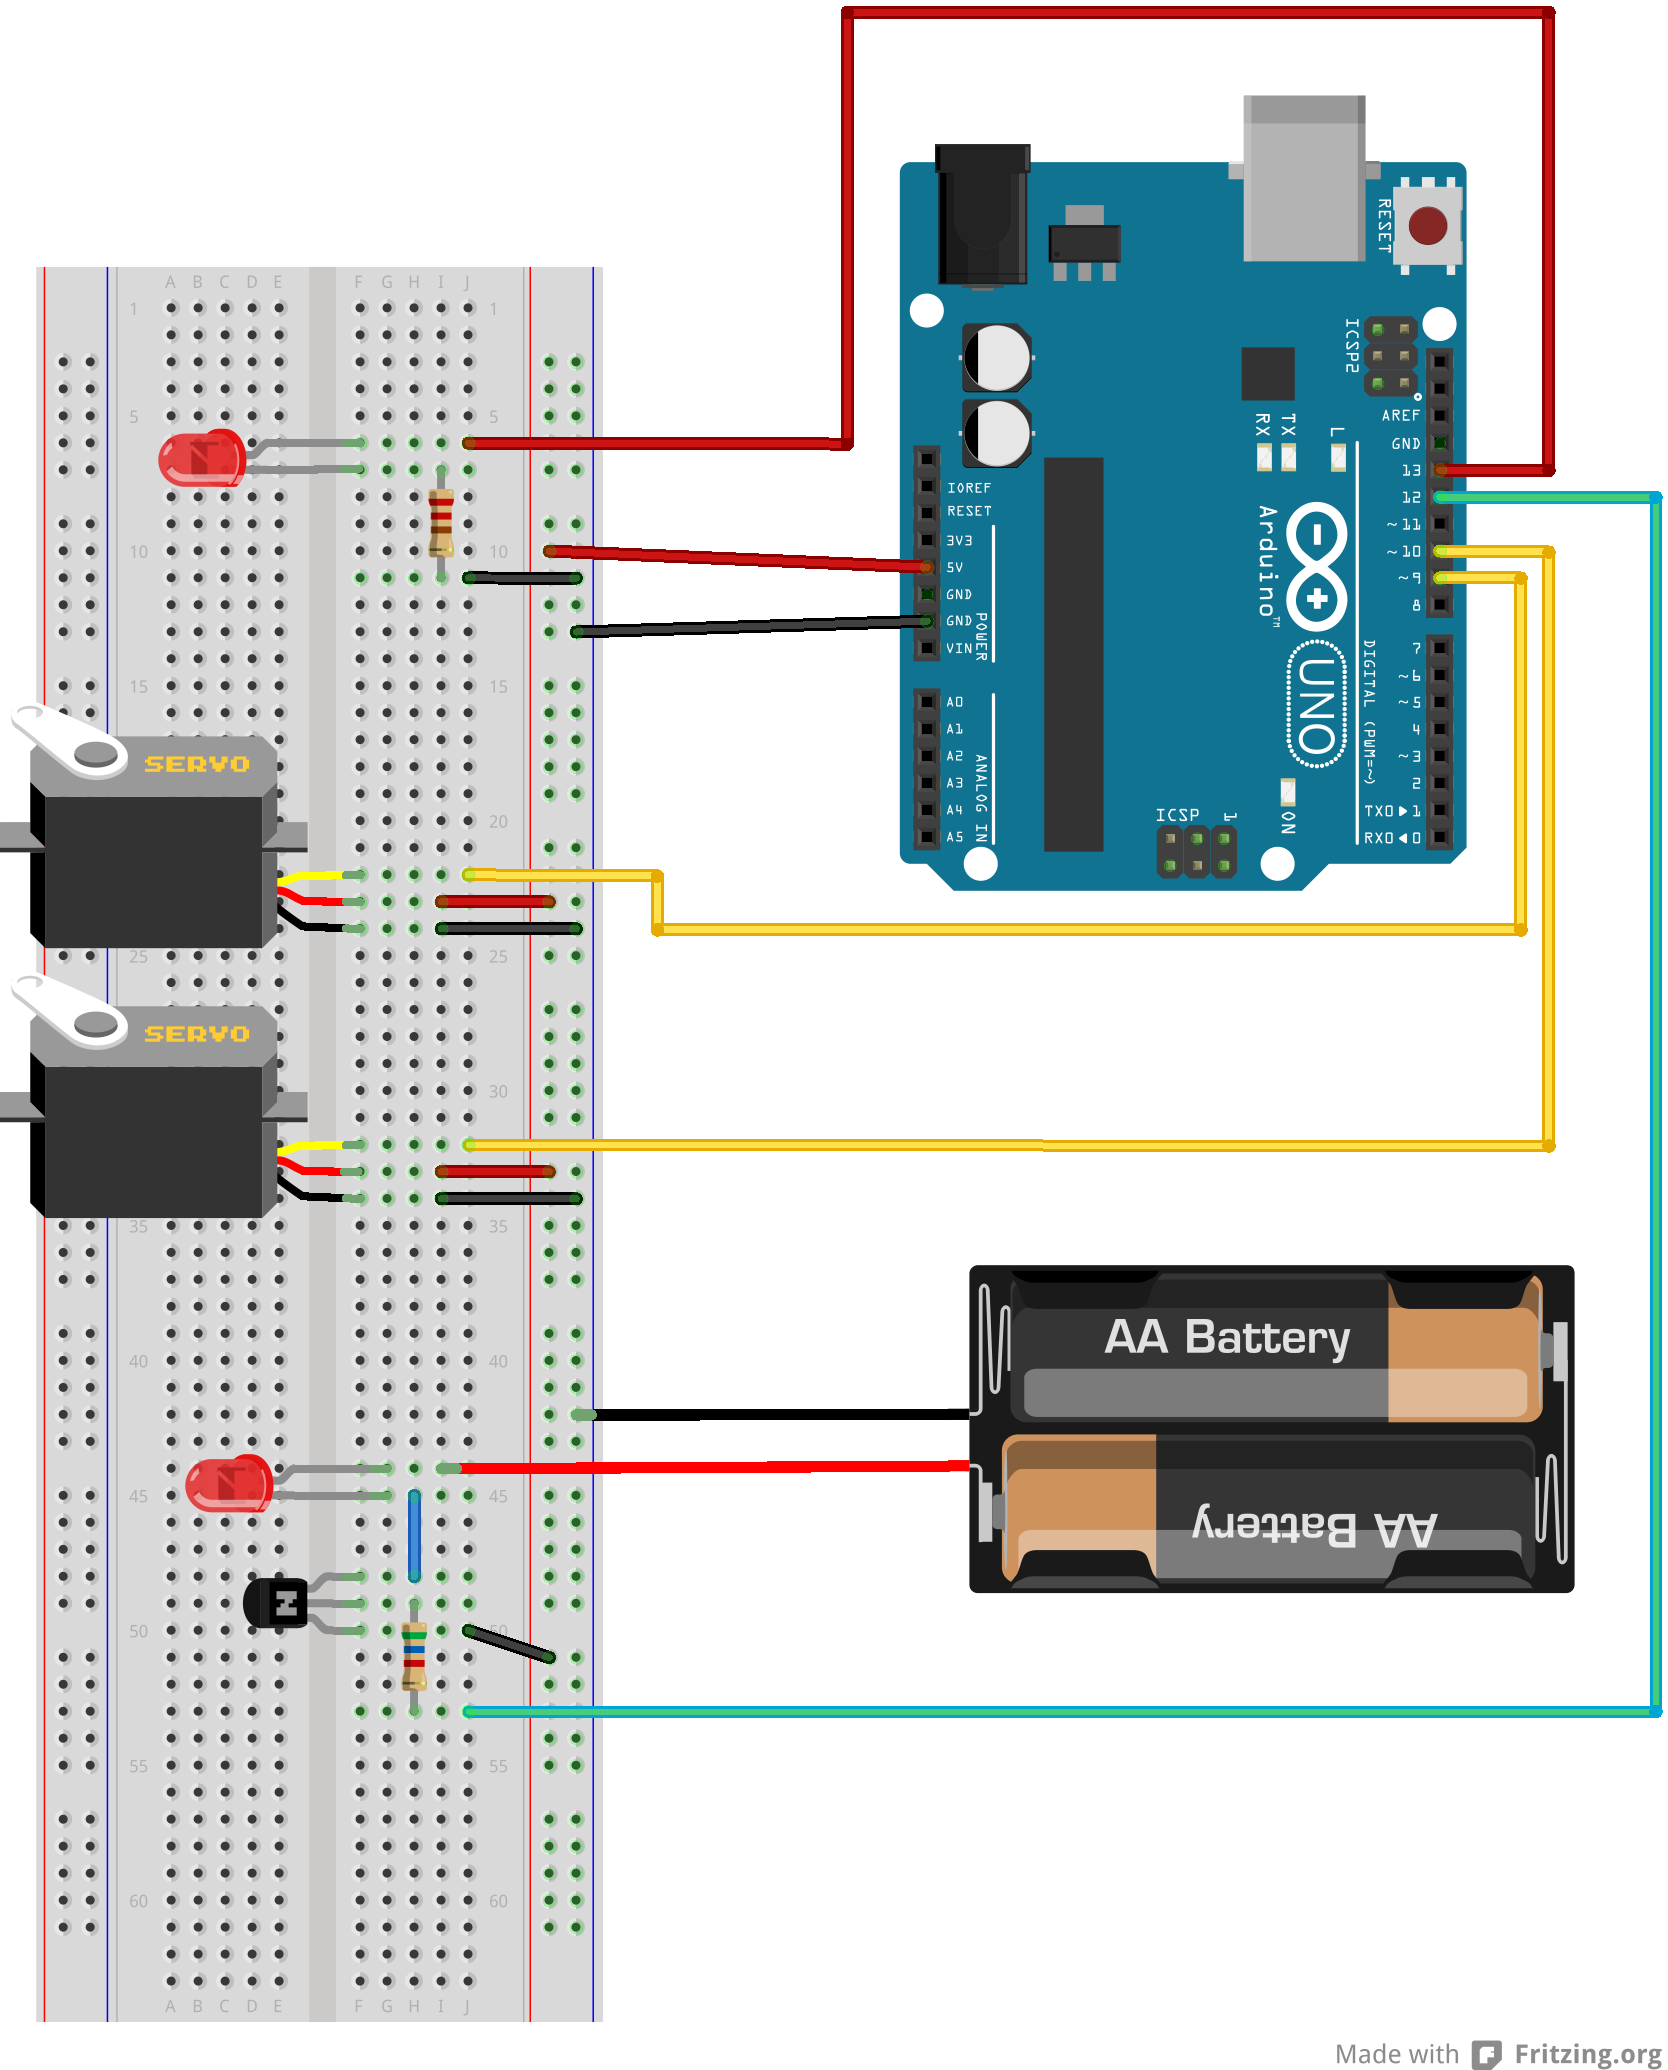 A B C D E F G H I J
1 1
5 5
10 10
15 15
20
25 25
30
35 35
40 40
45 45
50 50
55 55
60 60
A B C D E F G H I J
N
SERVO
SERVO
N
N
RESET
ICSP2
AREF
GND
13
12
~11
~10
~9
8
7
~6
~5
4
~3
2
TX0▶1
RX0◀0
RX
TX
L
IOREF
RESET
3V3
5V
GND
GND
VIN
POWER
A0
A1
A2
A3
A4
A5
ANALOG IN
Arduino™
UNO
DIGITAL (PWM=~)
ICSP 1
ON
AA Battery
AA Battery
Made with Fritzing.org